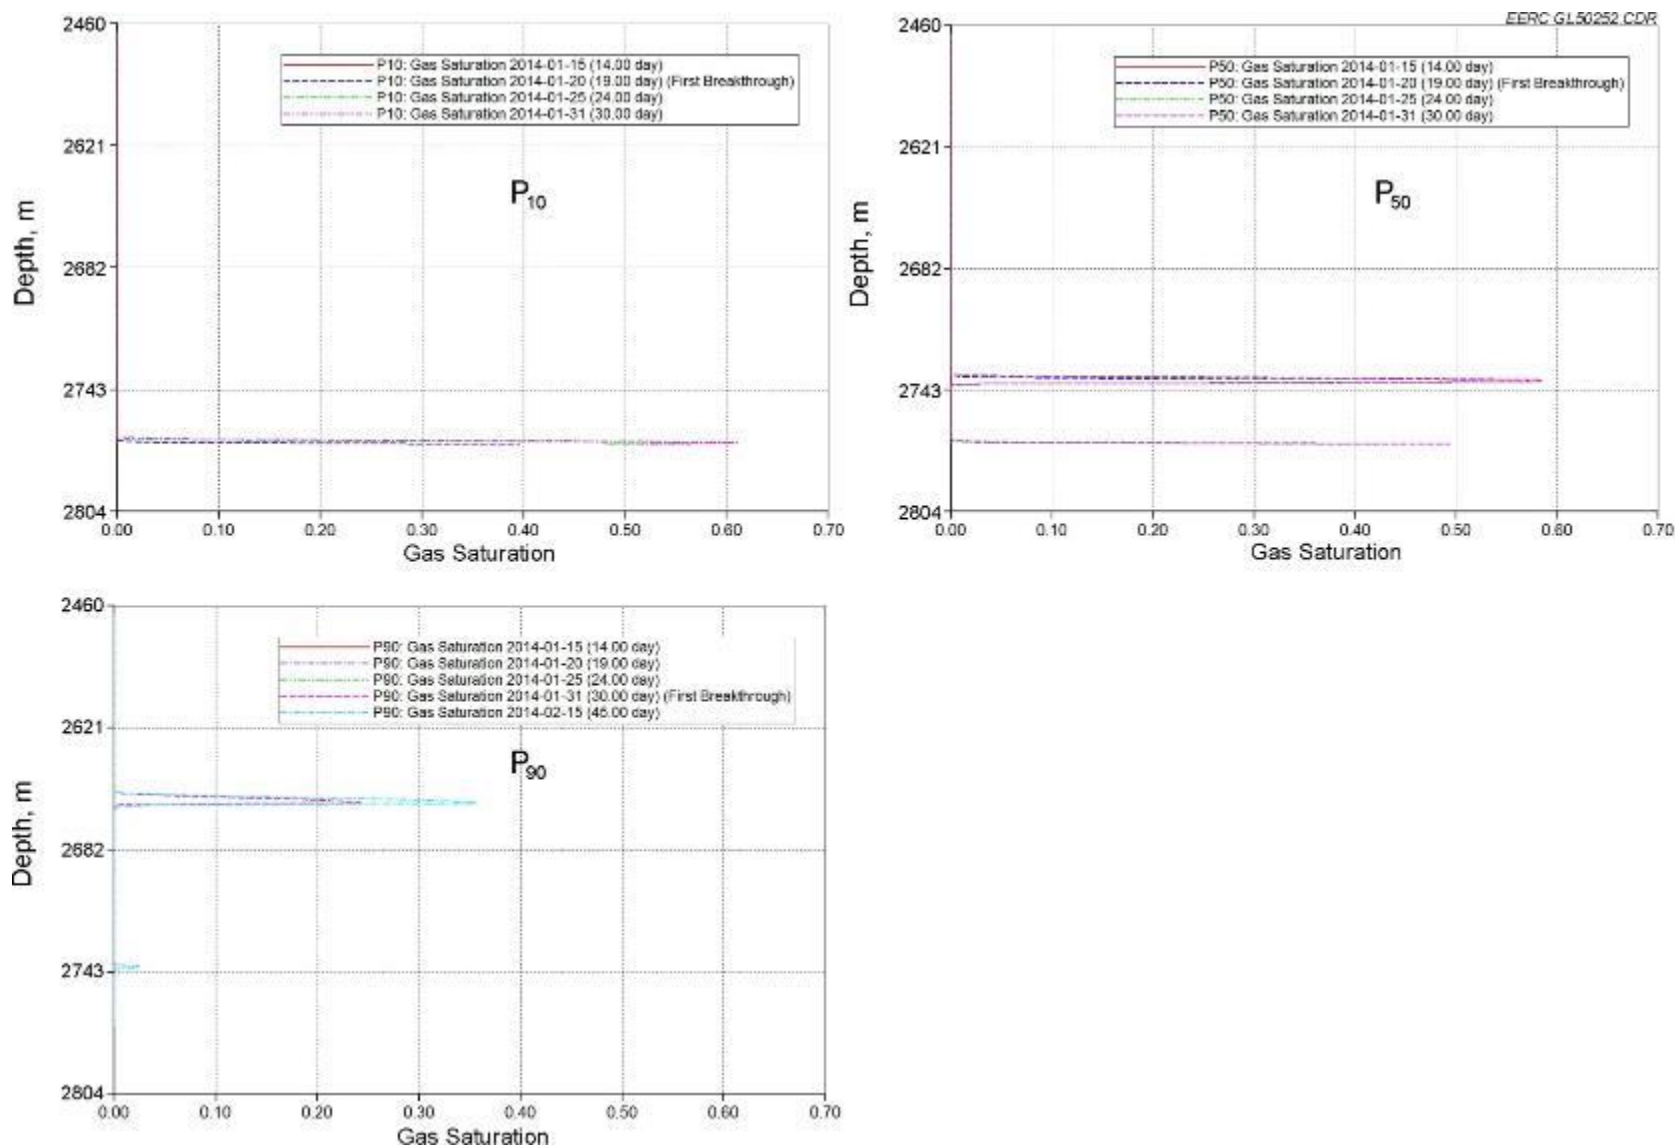 EERC GL50252 CDR
2460
P10: Gas Saturation 2014-01-15 (14.00 day)
P10: Gas Saturation 2014-01-20 (19.00 day) (First Breakthrough)
P10: Gas Saturation 2014-01-25 (24.00 day)
P10: Gas Saturation 2014-01-31 (30.00 day)
2621
P10
Depth, m
2682
2743
2804
0.00 0.10 0.20 0.30 0.40 0.50 0.60 0.70
Gas Saturation
2460
P50: Gas Saturation 2014-01-15 (14.00 day)
P50: Gas Saturation 2014-01-20 (19.00 day) (First Breakthrough)
P50: Gas Saturation 2014-01-25 (24.00 day)
P50: Gas Saturation 2014-01-31 (30.00 day)
2621
P50
Depth, m
2682
2743
2804
0.00 0.10 0.20 0.30 0.40 0.50 0.60 0.70
Gas Saturation
2460
P90: Gas Saturation 2014-01-15 (14.00 day)
P90: Gas Saturation 2014-01-20 (19.00 day)
P90: Gas Saturation 2014-01-25 (24.00 day)
P90: Gas Saturation 2014-01-31 (30.00 day) (First Breakthrough)
P90: Gas Saturation 2014-02-15 (45.00 day)
2621
P90
Depth, m
2682
2743
2804
0.00 0.10 0.20 0.30 0.40 0.50 0.60 0.70
Gas Saturation